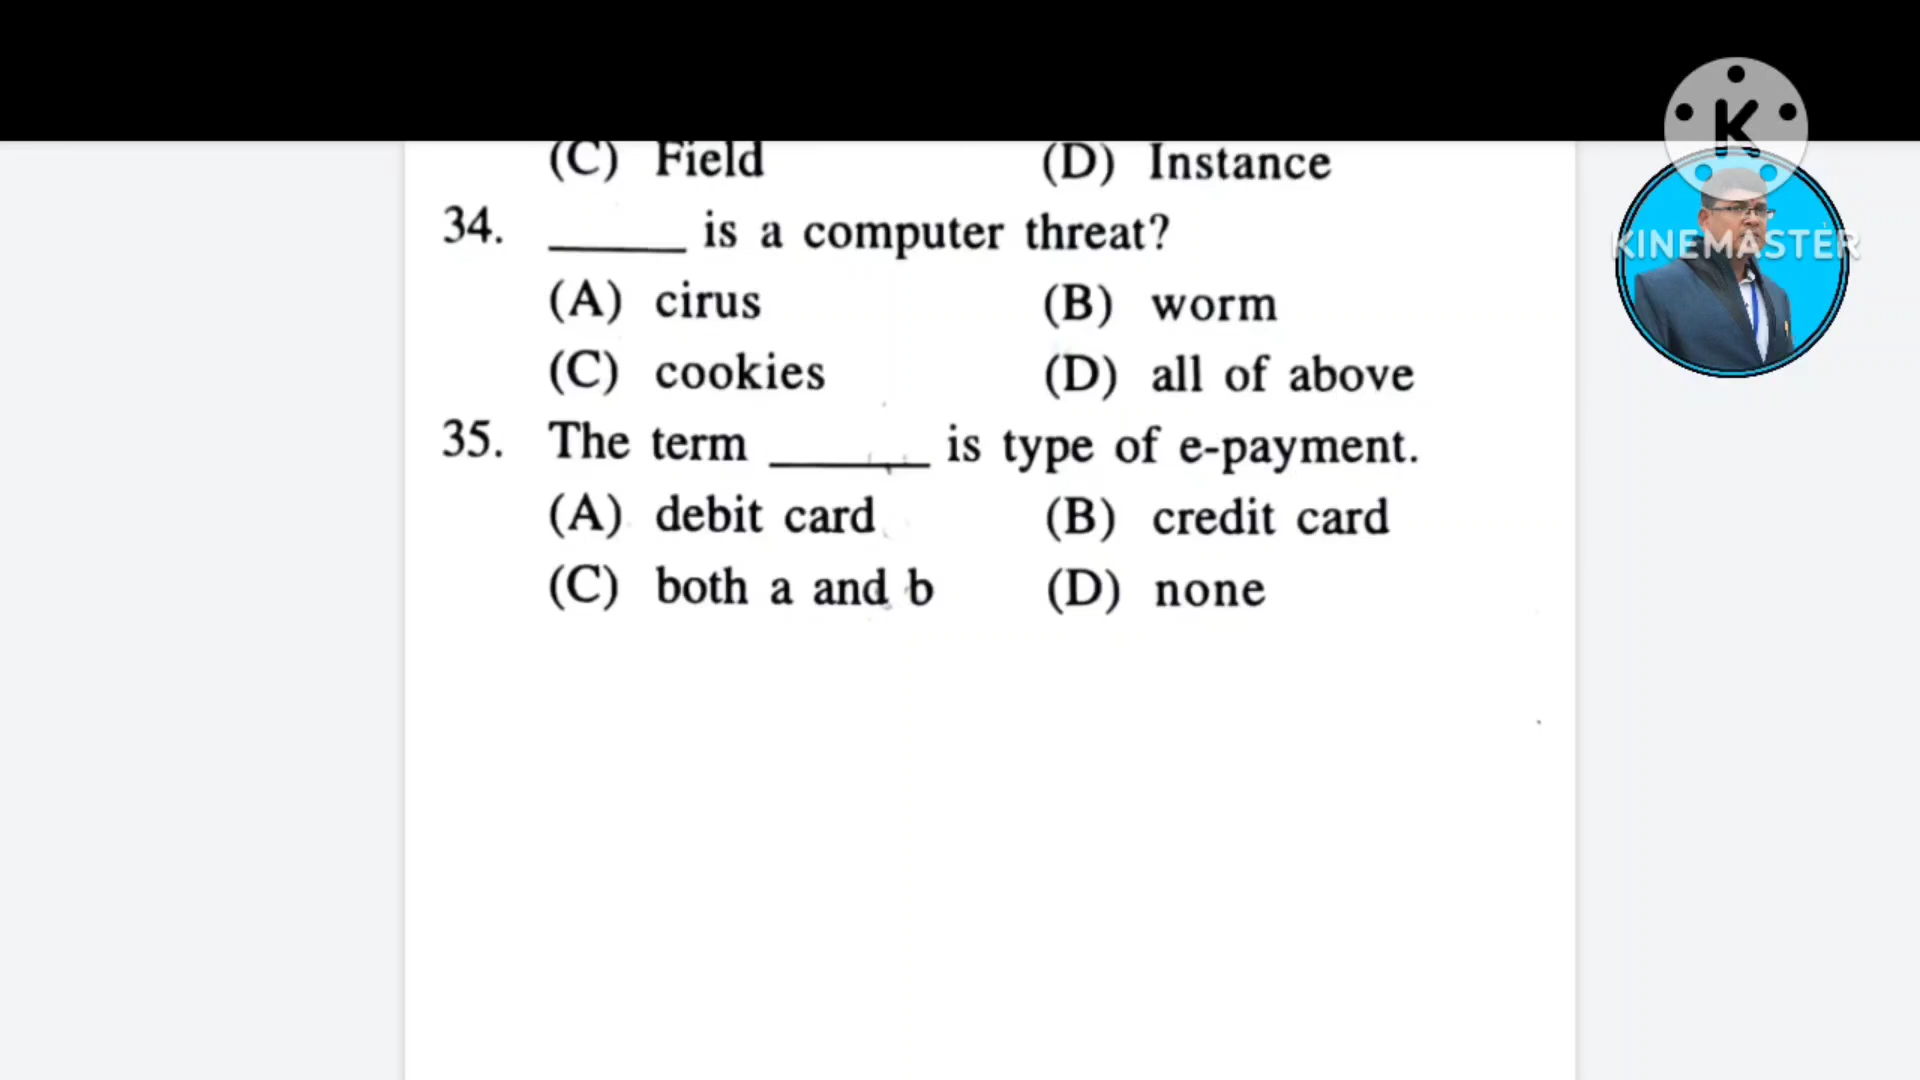 (C) Field (D) Instance
34. ______ is a computer threat?
(A) cirus (B) worm
(C) cookies (D) all of above
35. The term ______ is type of e-payment.
(A) debit card (B) credit card
(C) both a and b (D) none
K
KINEMASTER